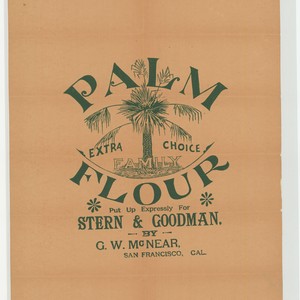 PALM
EXTRA CHOICE
FAMILY
FLOUR
Put Up Expressly For
STERN & GOODMAN.
BY
G. W. McNEAR,
SAN FRANCISCO, CAL.